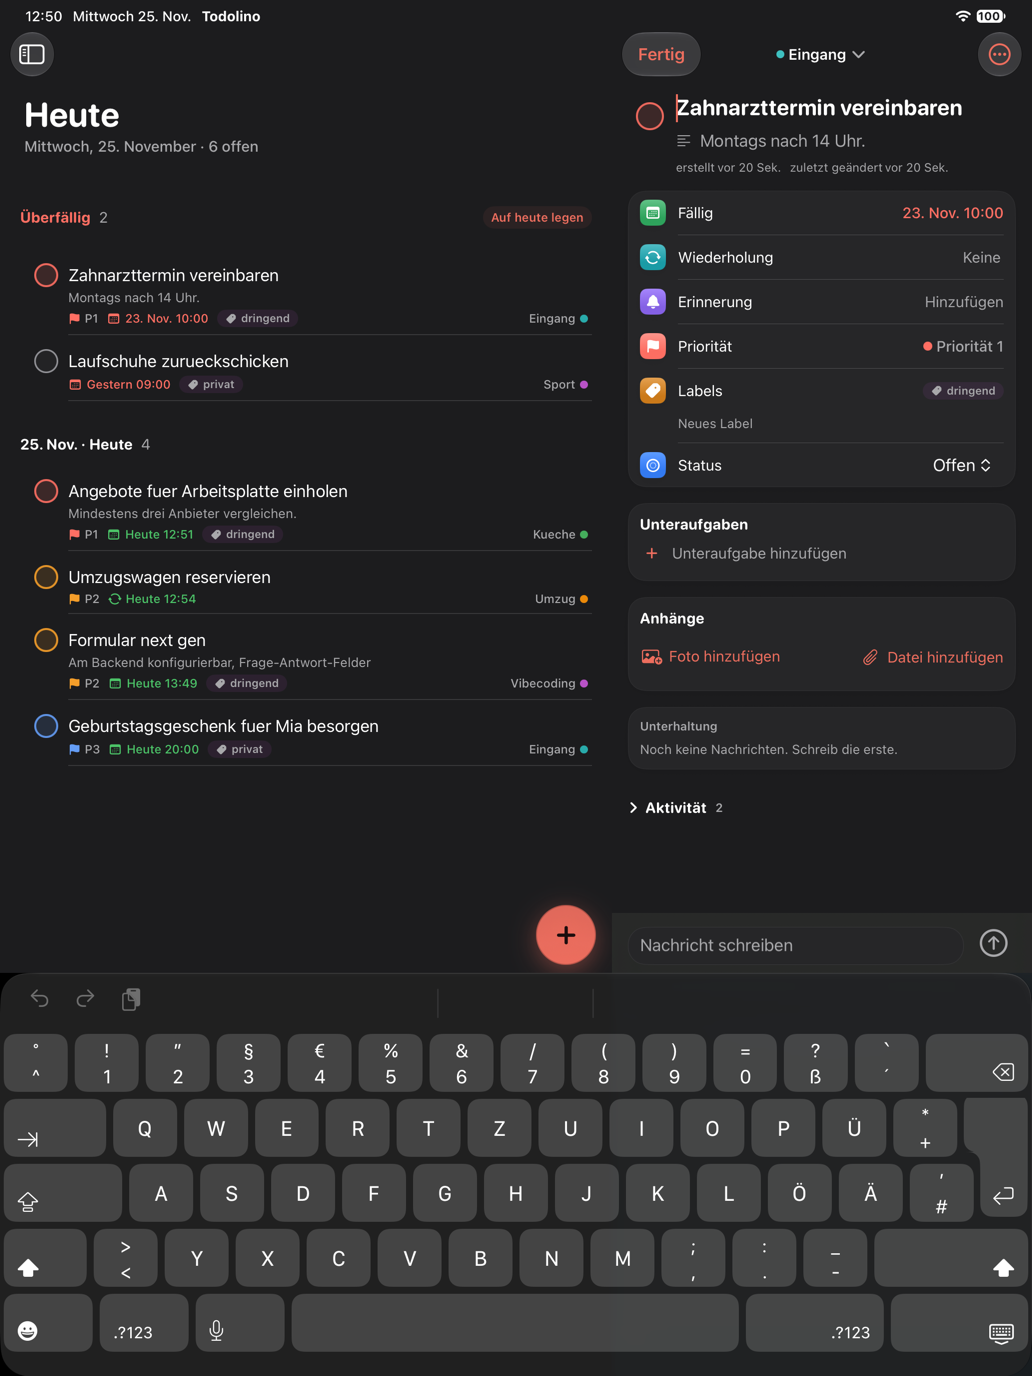 12:50 Mittwoch 25. Nov. Todolino
100
Heute
Mittwoch, 25. November · 6 offen
Überfällig 2
Auf heute legen
Zahnarzttermin vereinbaren
Montags nach 14 Uhr.
P1 23. Nov. 10:00 dringend Eingang
Laufschuhe zurueckschicken
Gestern 09:00 privat Sport
25. Nov. · Heute 4
Angebote fuer Arbeitsplatte einholen
Mindestens drei Anbieter vergleichen.
P1 Heute 12:51 dringend Kueche
Umzugswagen reservieren
P2 Heute 12:54 Umzug
Formular next gen
Am Backend konfigurierbar, Frage-Antwort-Felder
P2 Heute 13:49 dringend Vibecoding
Geburtstagsgeschenk fuer Mia besorgen
P3 Heute 20:00 privat Eingang
Fertig
Eingang
Zahnarzttermin vereinbaren
Montags nach 14 Uhr.
erstellt vor 20 Sek. zuletzt geändert vor 20 Sek.
Fällig 23. Nov. 10:00
Wiederholung Keine
Erinnerung Hinzufügen
Priorität Priorität 1
Labels dringend
Neues Label
Status Offen
Unteraufgaben
+ Unteraufgabe hinzufügen
Anhänge
Foto hinzufügen Datei hinzufügen
Unterhaltung
Noch keine Nachrichten. Schreib die erste.
Aktivität 2
Nachricht schreiben
° ! " § € % & / ( ) = ? `
^ 1 2 3 4 5 6 7 8 9 0 ß ´
Q W E R T Z U I O P Ü * +
A S D F G H J K L Ö Ä ' #
> < Y X C V B N M ; , : . _ -
.?123 .?123